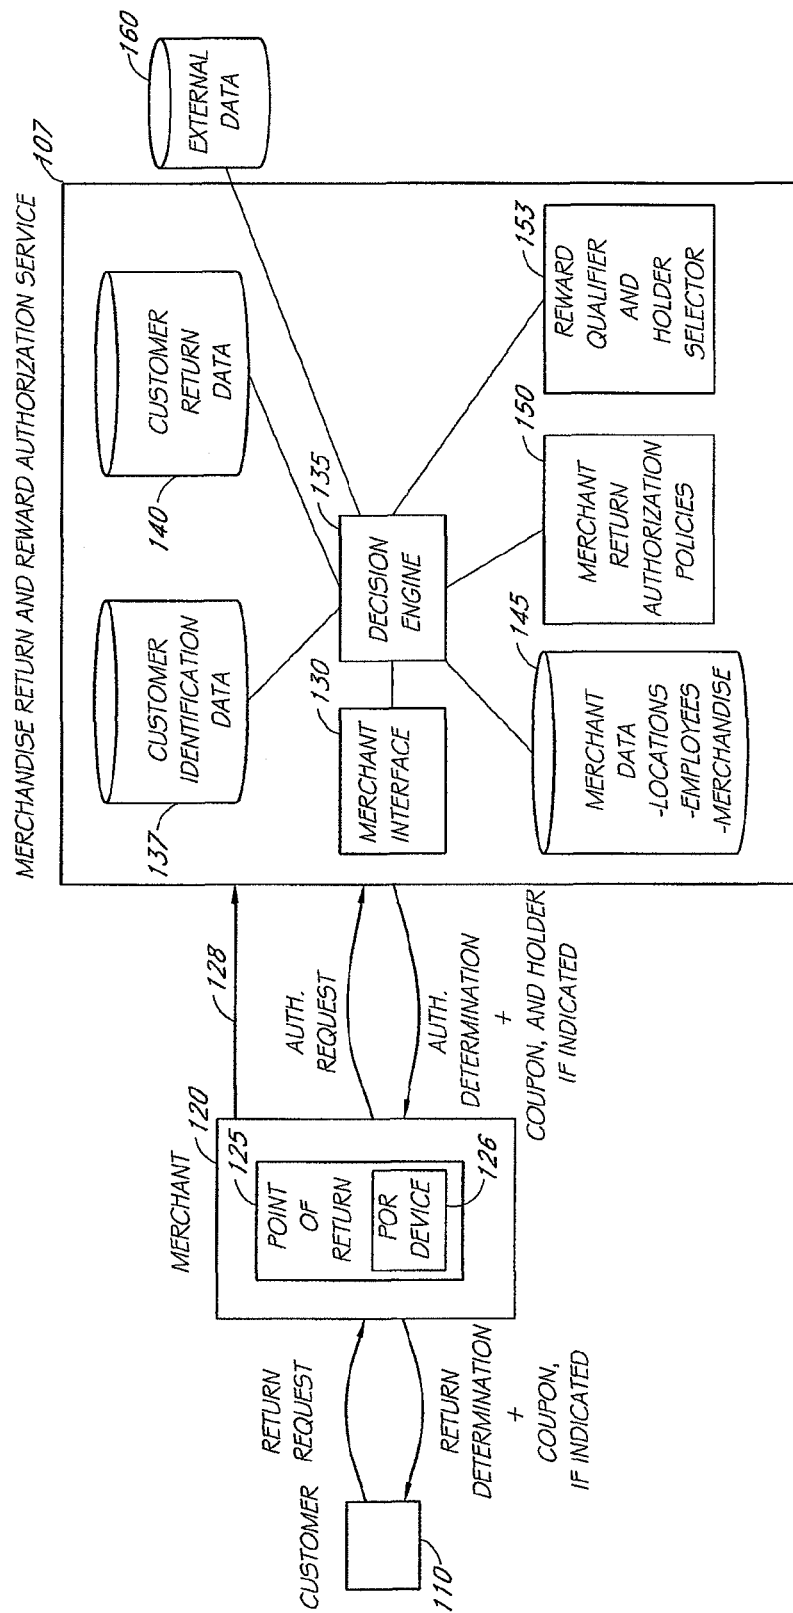 MERCHANDISE RETURN AND REWARD AUTHORIZATION SERVICE
107
160
EXTERNAL
DATA
137
CUSTOMER
IDENTIFICATION
DATA
140
CUSTOMER
RETURN
DATA
130
MERCHANT
INTERFACE
135
DECISION
ENGINE
145
MERCHANT
DATA
-LOCATIONS
-EMPLOYEES
-MERCHANDISE
150
MERCHANT
RETURN
AUTHORIZATION
POLICIES
153
REWARD
QUALIFIER
AND
HOLDER
SELECTOR
128
AUTH.
REQUEST
AUTH.
DETERMINATION
+
COUPON, AND HOLDER
IF INDICATED
MERCHANT
120
125
POINT
OF
RETURN
POR
DEVICE
126
CUSTOMER
110
RETURN
REQUEST
RETURN
DETERMINATION
+
COUPON,
IF INDICATED